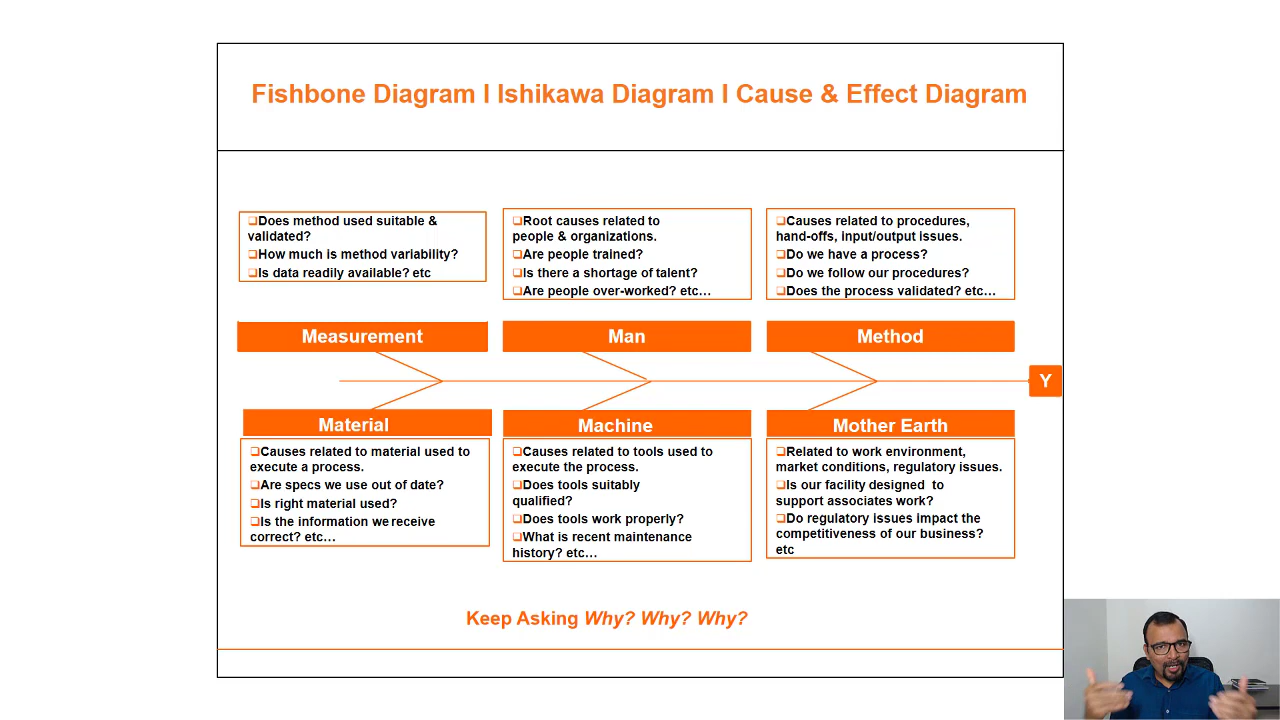 Fishbone Diagram I Ishikawa Diagram I Cause & Effect Diagram
❑Does method used suitable &
validated?
❑How much is method variability?
❑Is data readily available? etc
❑Root causes related to
people & organizations.
❑Are people trained?
❑Is there a shortage of talent?
❑Are people over-worked? etc…
❑Causes related to procedures,
hand-offs, input/output issues.
❑Do we have a process?
❑Do we follow our procedures?
❑Does the process validated? etc…
Measurement
Man
Method
Y
Material
Machine
Mother Earth
❑Causes related to material used to
execute a process.
❑Are specs we use out of date?
❑Is right material used?
❑Is the information we receive
correct? etc…
❑Causes related to tools used to
execute the process.
❑Does tools suitably
qualified?
❑Does tools work properly?
❑What is recent maintenance
history? etc…
❑Related to work environment,
market conditions, regulatory issues.
❑Is our facility designed to
support associates work?
❑Do regulatory issues impact the
competitiveness of our business?
etc
Keep Asking Why? Why? Why?